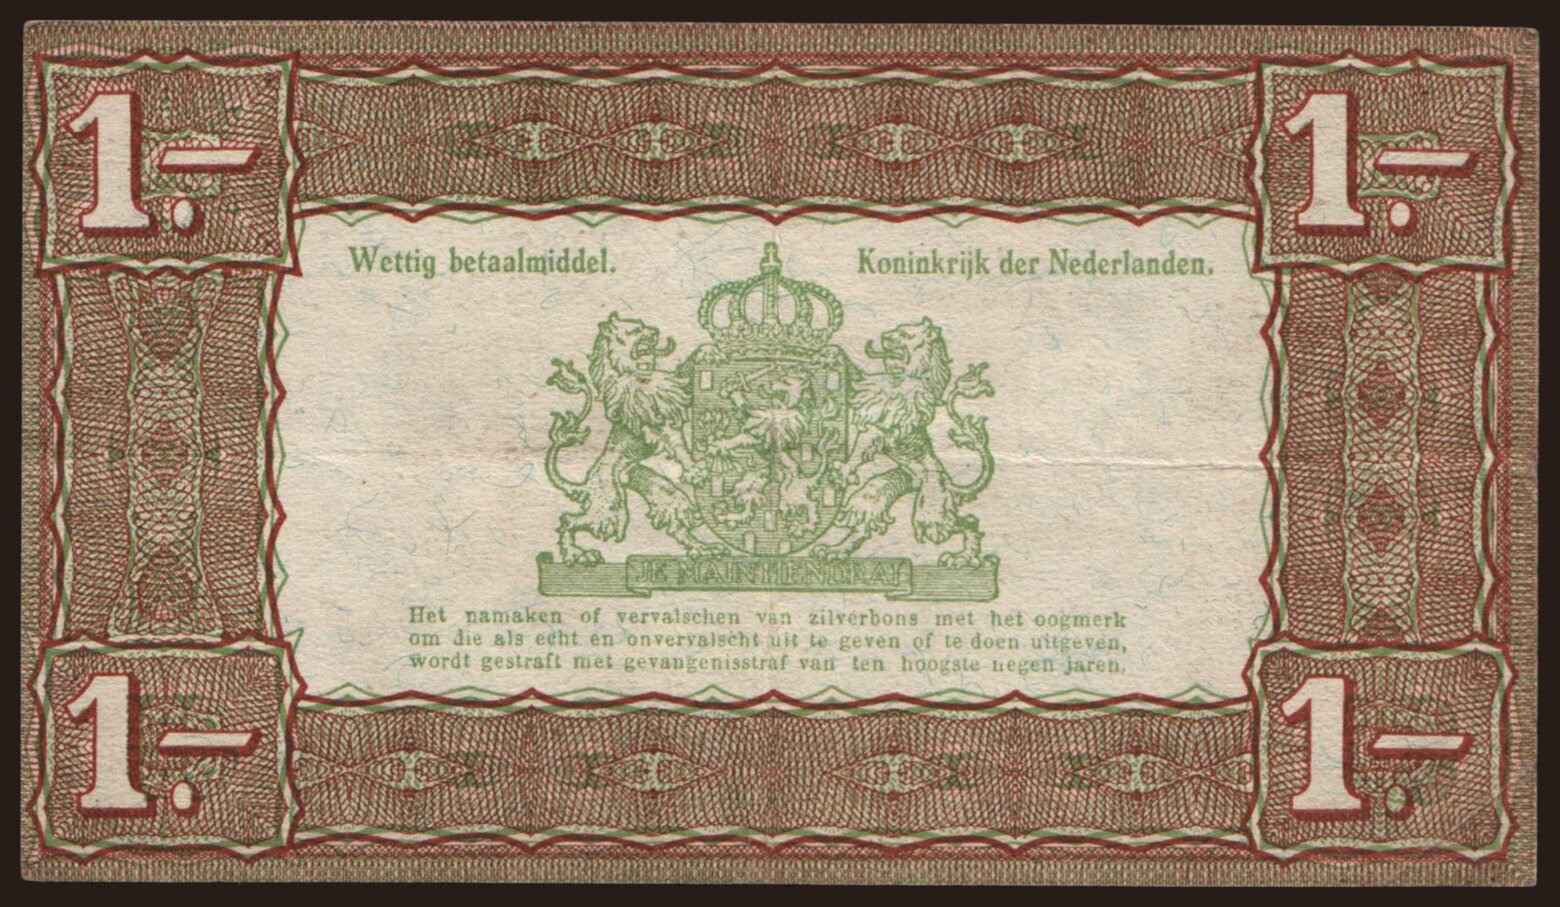 1.- 1.-
Wettig betaalmiddel. Koninkrijk der Nederlanden.
JE MAINTIENDRAI
Het namaken of vervalschen van zilverbons met het oogmerk
om die als echt en onvervalscht uit te geven of te doen uitgeven,
wordt gestraft met gevangenisstraf van ten hoogste negen jaren.
1.- 1.-